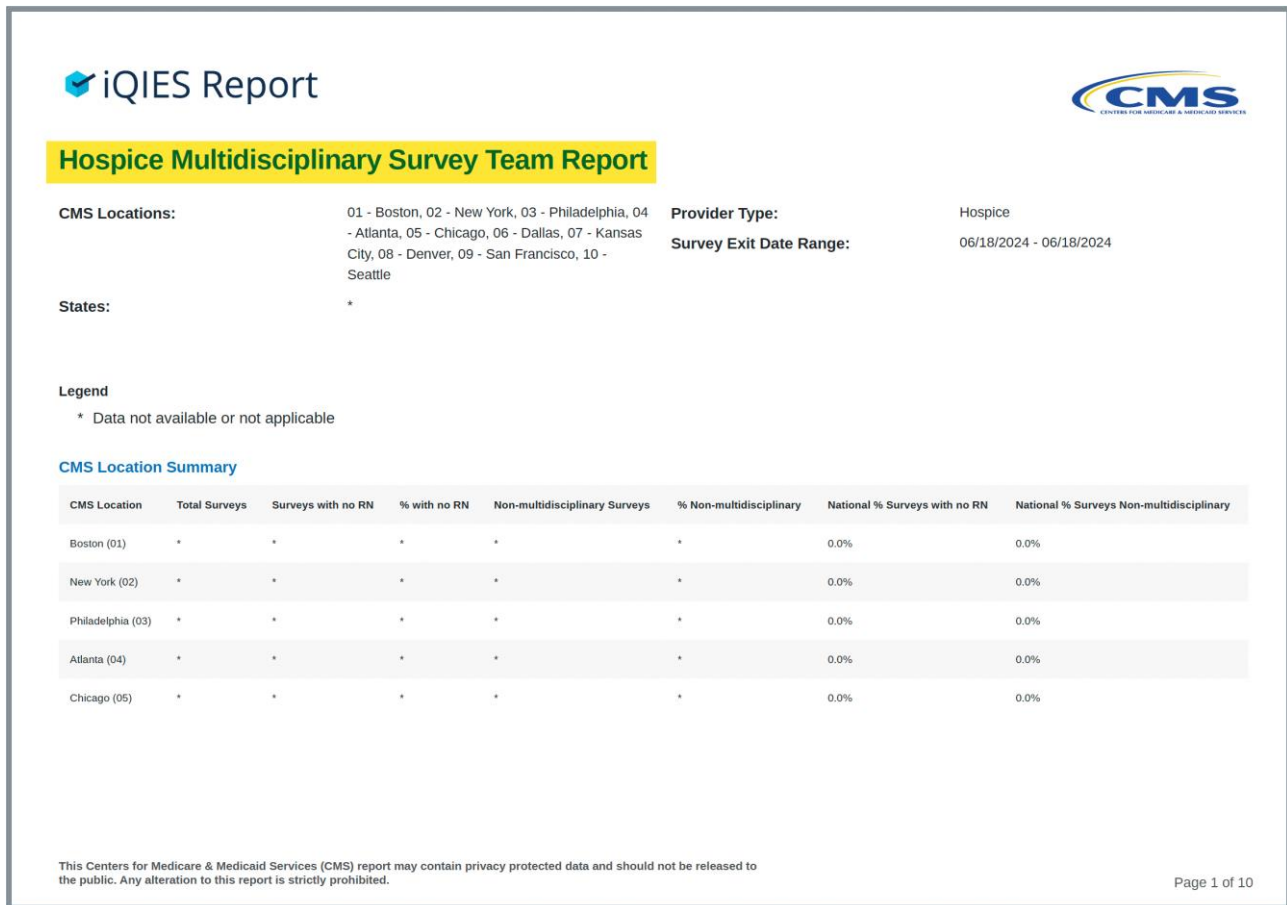 iQIES Report
CMS
CENTERS FOR MEDICARE & MEDICAID SERVICES
Hospice Multidisciplinary Survey Team Report
CMS Locations:
01 - Boston, 02 - New York, 03 - Philadelphia, 04
- Atlanta, 05 - Chicago, 06 - Dallas, 07 - Kansas
City, 08 - Denver, 09 - San Francisco, 10 -
Seattle
States:
*
Provider Type:
Hospice
Survey Exit Date Range:
06/18/2024 - 06/18/2024
Legend
* Data not available or not applicable
CMS Location Summary
CMS Location Total Surveys Surveys with no RN % with no RN Non-multidisciplinary Surveys % Non-multidisciplinary National % Surveys with no RN National % Surveys Non-multidisciplinary
Boston (01) * * * * * 0.0% 0.0%
New York (02) * * * * * 0.0% 0.0%
Philadelphia (03) * * * * * 0.0% 0.0%
Atlanta (04) * * * * * 0.0% 0.0%
Chicago (05) * * * * * 0.0% 0.0%
This Centers for Medicare & Medicaid Services (CMS) report may contain privacy protected data and should not be released to
the public. Any alteration to this report is strictly prohibited.
Page 1 of 10